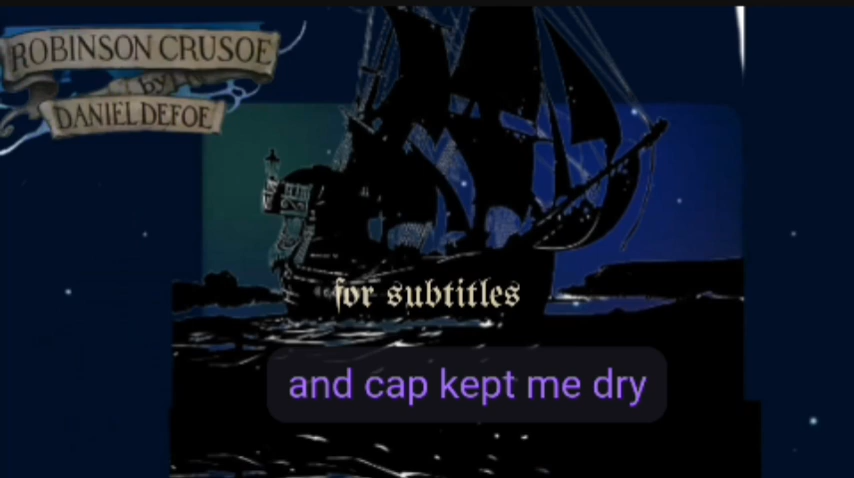 ROBINSON CRUSOE
by
DANIEL DEFOE
for subtitles
and cap kept me dry